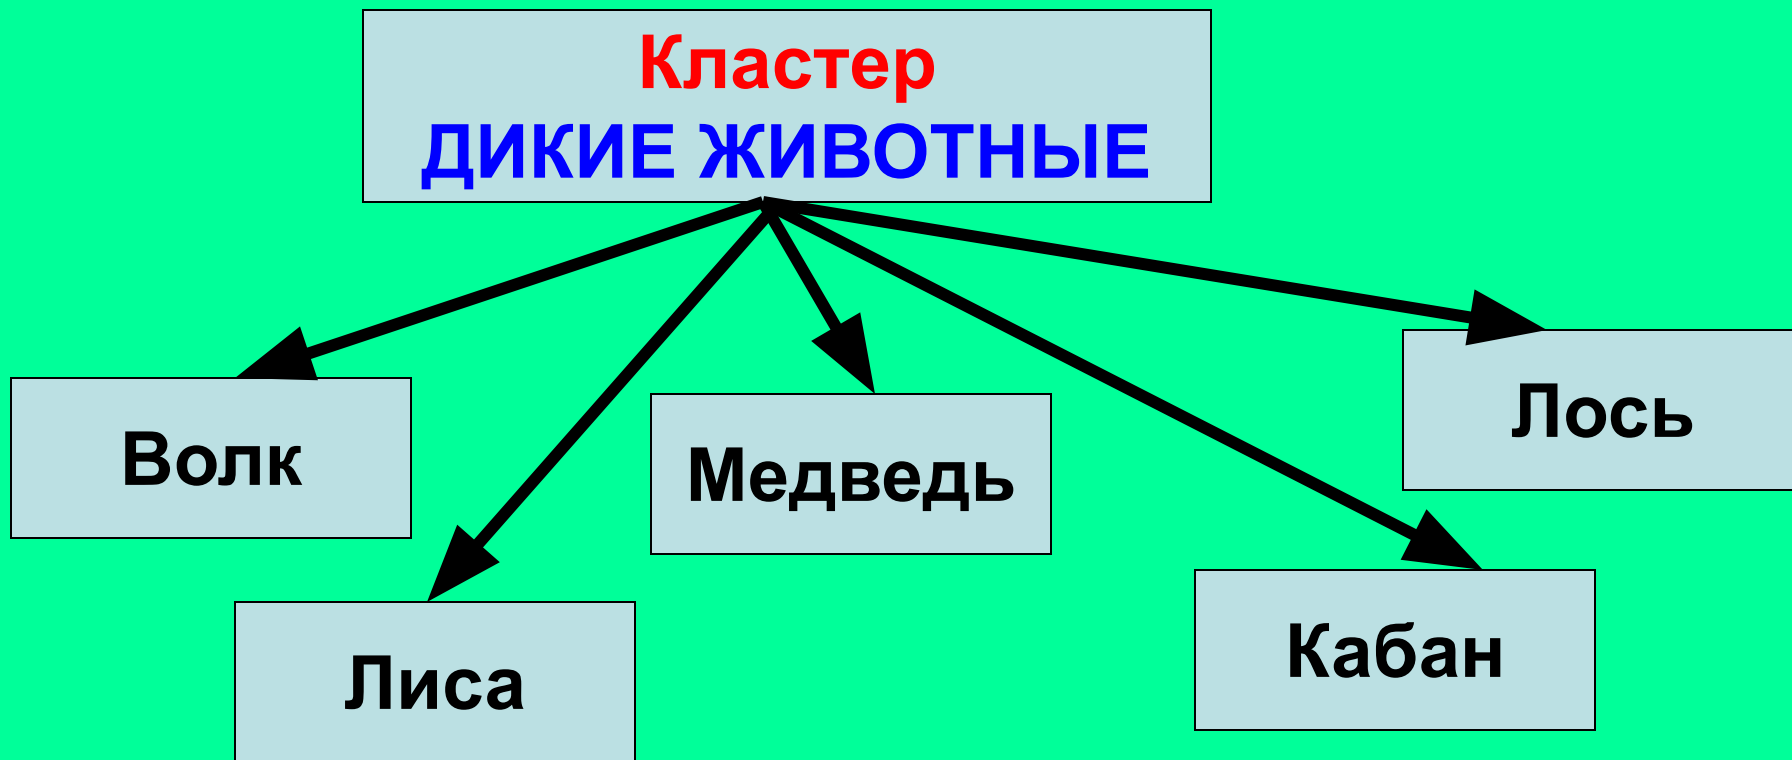 Кластер
ДИКИЕ ЖИВОТНЫЕ
Волк
Лиса
Медведь
Кабан
Лось